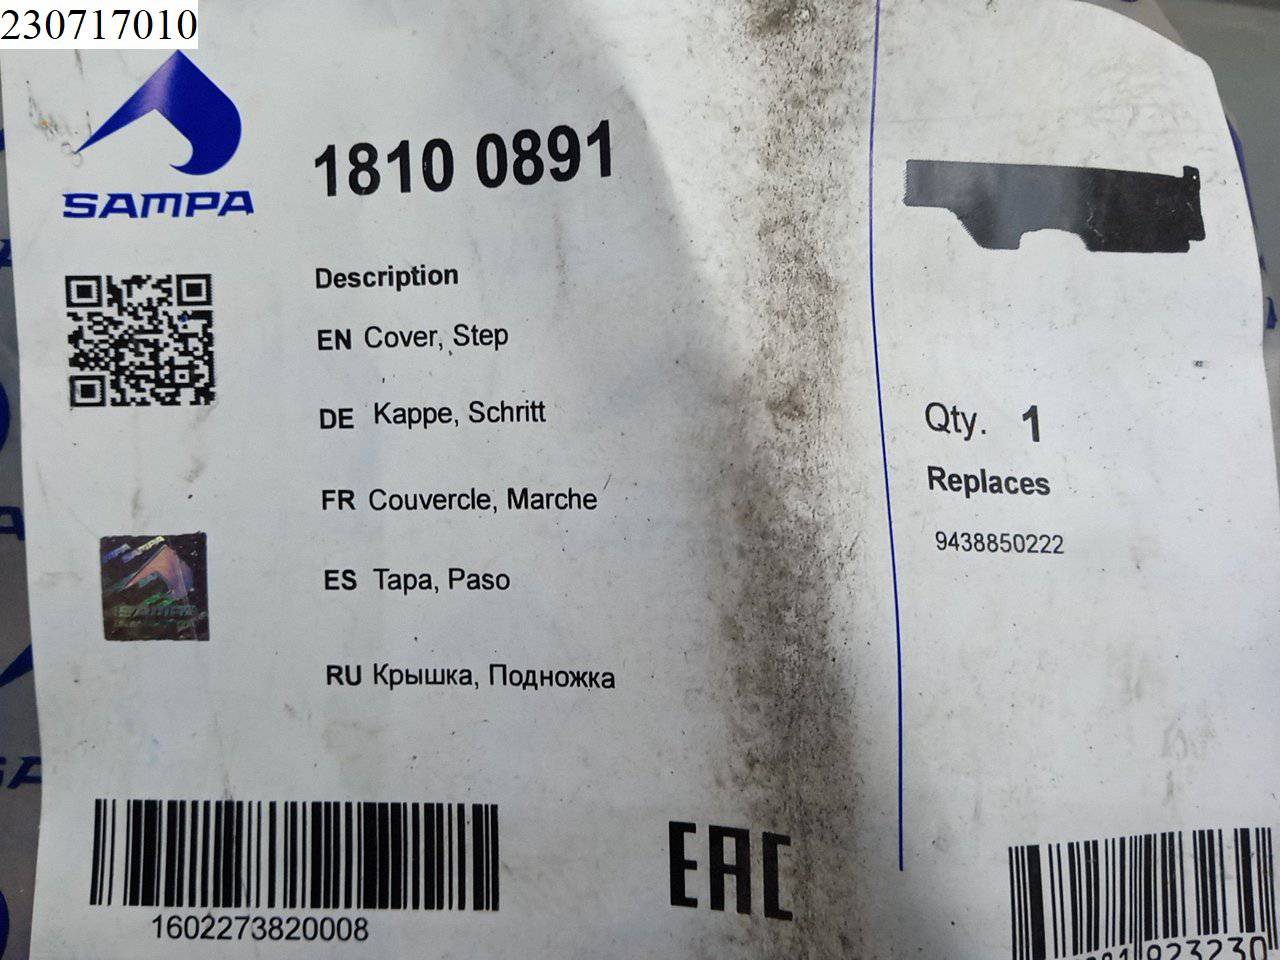 230717010
SAMPA
1810 0891
Description
EN Cover, Step
DE Kappe, Schritt
FR Couvercle, Marche
ES Tapa, Paso
RU Крышка, Подножка
1602273820008
EAC
Qty. 1
Replaces
9438850222
923230